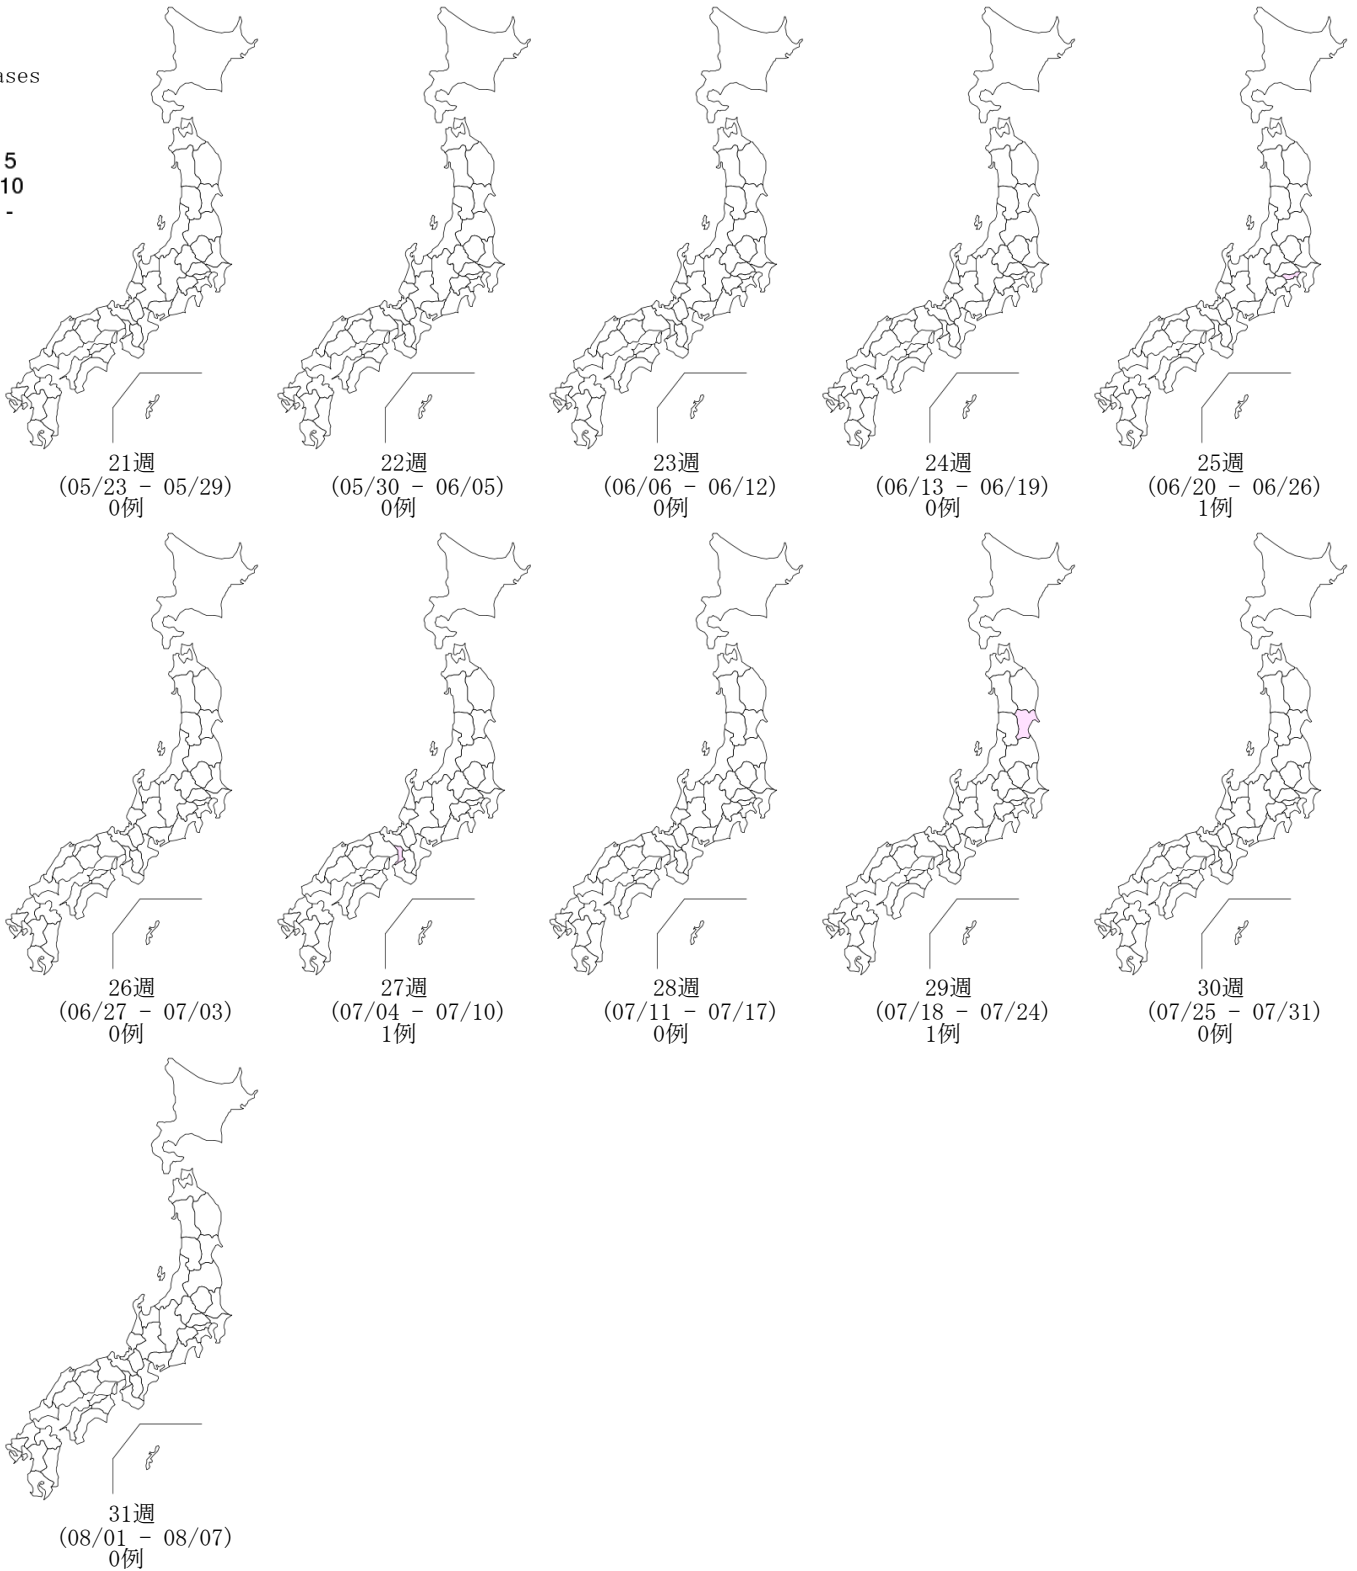 ases
5
10
-
21週
(05/23 - 05/29)
0例
22週
(05/30 - 06/05)
0例
23週
(06/06 - 06/12)
0例
24週
(06/13 - 06/19)
0例
25週
(06/20 - 06/26)
1例
26週
(06/27 - 07/03)
0例
27週
(07/04 - 07/10)
1例
28週
(07/11 - 07/17)
0例
29週
(07/18 - 07/24)
1例
30週
(07/25 - 07/31)
0例
31週
(08/01 - 08/07)
0例